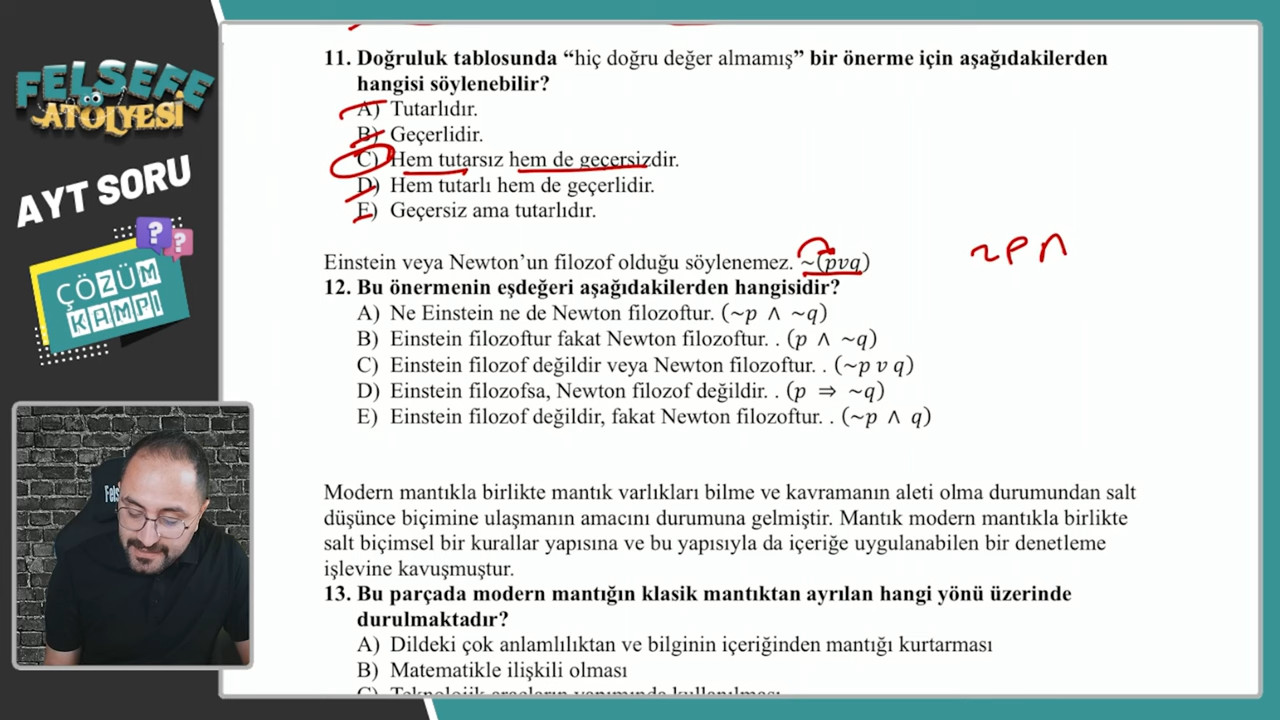 FELSEFE
ATÖLYESİ
AYT SORU
? ?
ÇÖZÜM
KAMPI
11. Doğruluk tablosunda “hiç doğru değer almamış” bir önerme için aşağıdakilerden
hangisi söylenebilir?
A) Tutarlıdır.
B) Geçerlidir.
C) Hem tutarsız hem de geçersizdir.
D) Hem tutarlı hem de geçerlidir.
E) Geçersiz ama tutarlıdır.
Einstein veya Newton’un filozof olduğu söylenemez. ~(pvq)
~P∧
12. Bu önermenin eşdeğeri aşağıdakilerden hangisidir?
A) Ne Einstein ne de Newton filozoftur. (~p ∧ ~q)
B) Einstein filozoftur fakat Newton filozoftur. . (p ∧ ~q)
C) Einstein filozof değildir veya Newton filozoftur. . (~p v q)
D) Einstein filozofsa, Newton filozof değildir. . (p ⇒ ~q)
E) Einstein filozof değildir, fakat Newton filozoftur. . (~p ∧ q)
Modern mantıkla birlikte mantık varlıkları bilme ve kavramanın aleti olma durumundan salt
düşünce biçimine ulaşmanın amacını durumuna gelmiştir. Mantık modern mantıkla birlikte
salt biçimsel bir kurallar yapısına ve bu yapısıyla da içeriğe uygulanabilen bir denetleme
işlevine kavuşmuştur.
13. Bu parçada modern mantığın klasik mantıktan ayrılan hangi yönü üzerinde
durulmaktadır?
A) Dildeki çok anlamlılıktan ve bilginin içeriğinden mantığı kurtarması
B) Matematikle ilişkili olması
C) Teknolojik araçların yapımında kullanılması
Fels